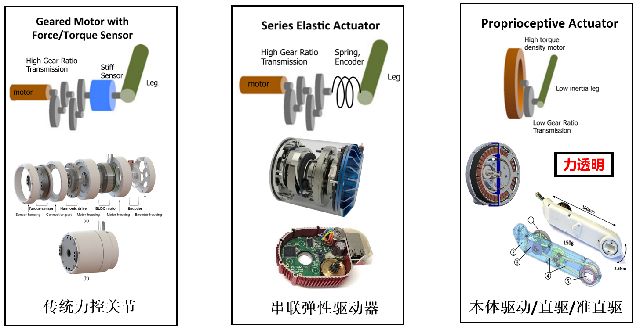 Geared Motor with
Force/Torque Sensor
High Gear Ratio
Transmission
Stiff
Sensor
motor
Leg
Torque sensor
Harmonic drive
BLDC motor
Encoder
Sensor housing
Connection part
Motor housing
Motor housing
Encoder housing
传统力控关节
Series Elastic Actuator
High Gear Ratio
Transmission
Spring,
Encoder
motor
Leg
串联弹性驱动器
Proprioceptive Actuator
High torque
density motor
Low inertia leg
Low Gear Ratio
Transmission
力透明
本体驱动/直驱/准直驱